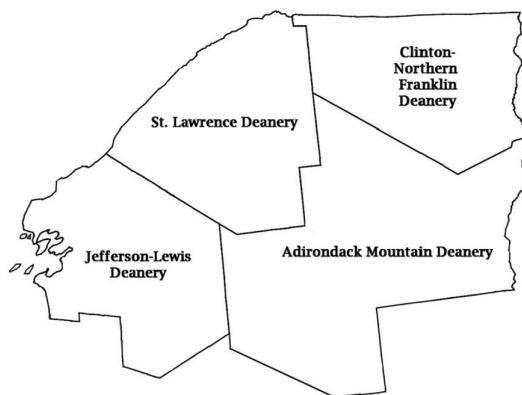 Clinton-
Northern
Franklin
Deanery
St. Lawrence Deanery
Jefferson-Lewis
Deanery
Adirondack Mountain Deanery